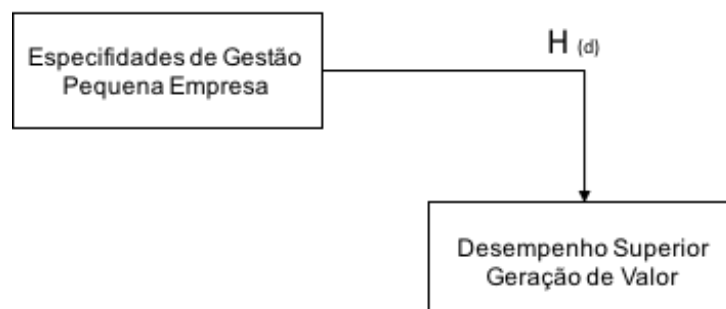 Especifidades de Gestão
Pequena Empresa
H (d)
Desempenho Superior
Geração de Valor